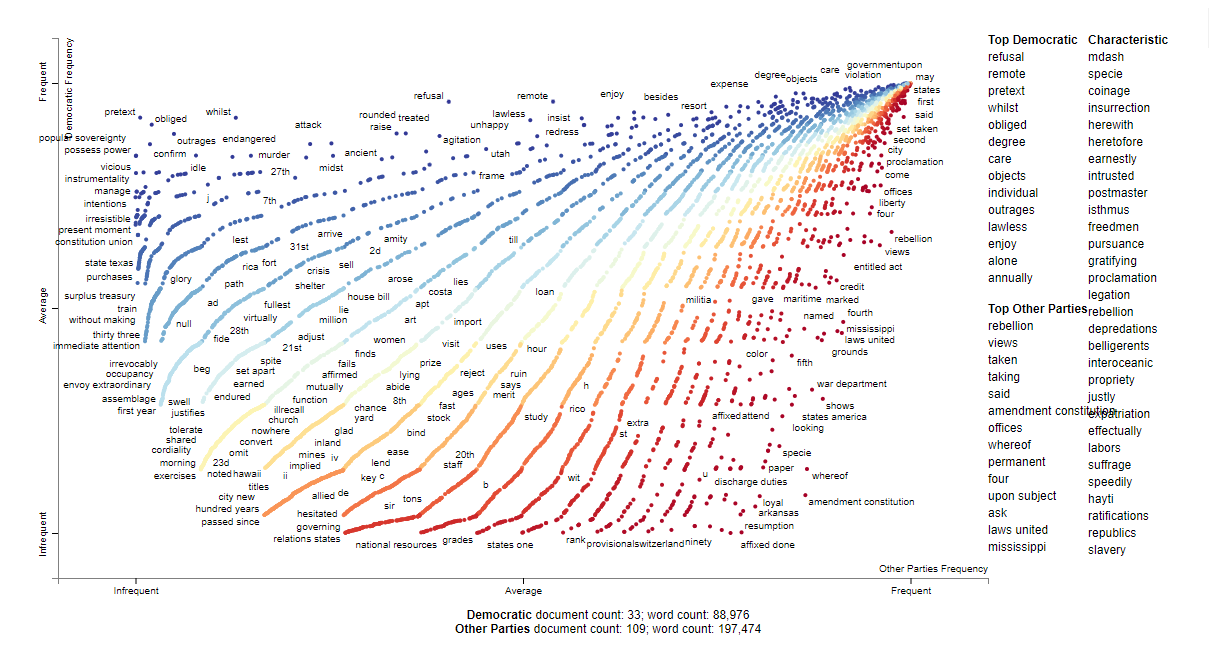 Top Democratic Characteristic
refusal mdash
remote specie
pretext coinage
whilst insurrection
obliged herewith
degree heretofore
care earnestly
objects intrusted
individual postmaster
outrages isthmus
lawless freedmen
enjoy pursuance
alone gratifying
annually proclamation
legation
Top Other Parties rebellion
rebellion depredations
views belligerents
taken interoceanic
taking propriety
said justly
amendment constitution expatriation
offices effectually
whereof labors
permanent suffrage
four speedily
upon subject hayti
ask ratifications
laws united republics
mississippi slavery
Democratic Frequency
Frequent
Average
Infrequent
governmentupon
degree objects care violation may
expense states
refusal remote enjoy besides resort first
pretext obliged whilst rounded treated lawless insist said
attack raise unhappy redress set taken
popular sovereignty outrages endangered agitation second
possess power confirm murder ancient utah city
vicious idle 27th midst frame proclamation
instrumentality come
manage j 7th offices
intentions liberty
irresistible four
present moment arrive
constitution union lest 31st amity till rebellion
2d views
state texas rica fort crisis sell entitled act
purchases glory path shelter arose lies credit
surplus treasury ad fullest house bill costa loan militia gave maritime marked
train virtually lie apt named fourth
without making null 28th million art import mississippi
thirty three fide adjust women laws united
immediate attention 21st finds visit uses hour color grounds
irrevocably beg spite fails prize fifth
occupancy set apart affirmed lying reject ruin
envoy extraordinary earned mutually abide says h war department
assemblage swell endured function 8th ages merit shows
first year justifies illrecall chance fast rico affixed attend states america
church yard stock study extra
tolerate nowhere glad bind st looking
shared convert inland
cordiality omit mines iv ease 20th specie
morning 23d implied lend staff paper
exercises noted hawaii ii key c wit u whereof
titles b discharge duties
city new allied de tons loyal amendment constitution
hundred years hesitated sir arkansas
passed since governing resumption
relations states national resources grades states one rank provisional switzerland ninety affixed done
Other Parties Frequency
Infrequent Average Frequent
Democratic document count: 33; word count: 88,976
Other Parties document count: 109; word count: 197,474